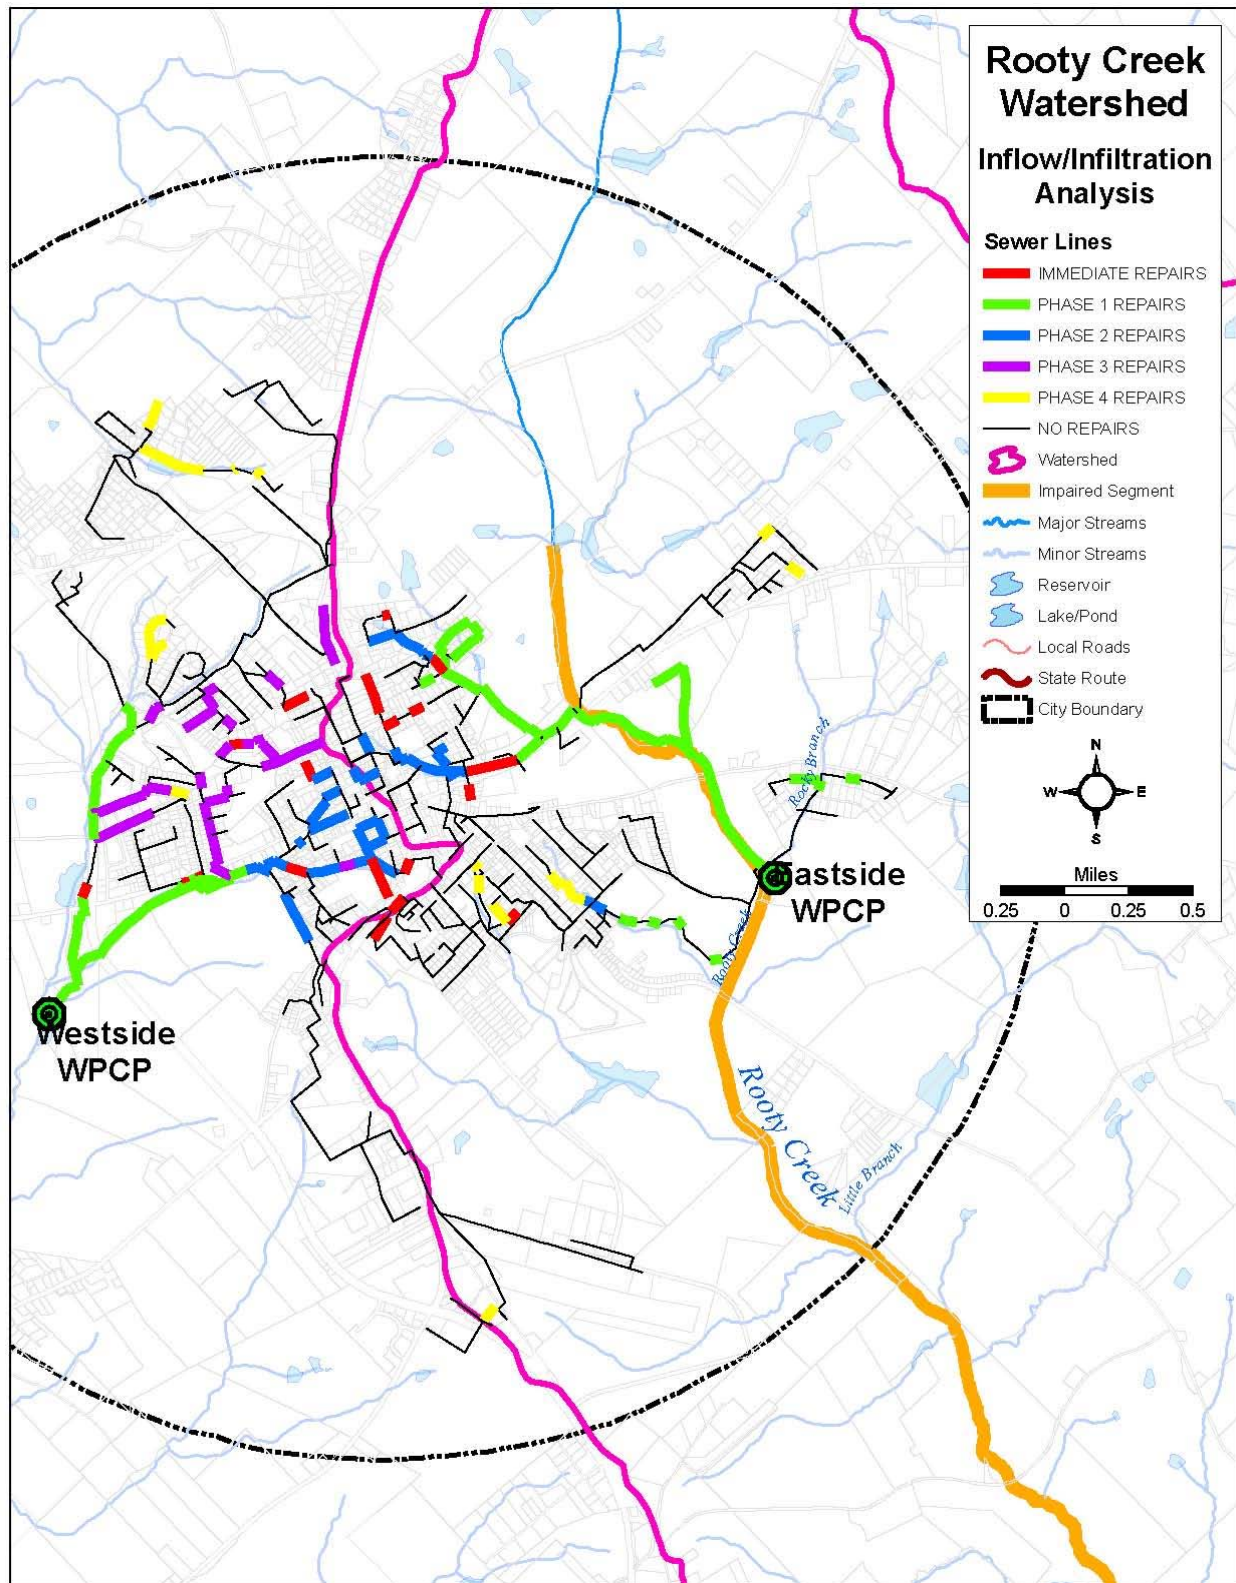 Rooty Creek
Watershed
Inflow/Infiltration
Analysis
Sewer Lines
IMMEDIATE REPAIRS
PHASE 1 REPAIRS
PHASE 2 REPAIRS
PHASE 3 REPAIRS
PHASE 4 REPAIRS
NO REPAIRS
Watershed
Impaired Segment
Major Streams
Minor Streams
Reservoir
Lake/Pond
Local Roads
State Route
City Boundary
N
W E
S
Miles
0.25 0 0.25 0.5
Rocky Branch
Eastside
WPCP
Rooty Creek
Westside
WPCP
Rooty Creek
Little Branch